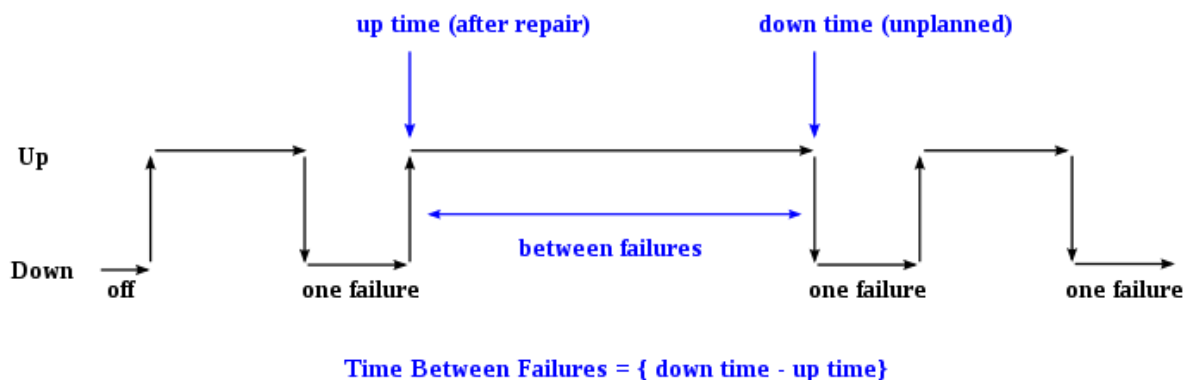 up time (after repair)
down time (unplanned)
Up
between failures
Down
off
one failure
one failure
one failure
Time Between Failures = { down time - up time}